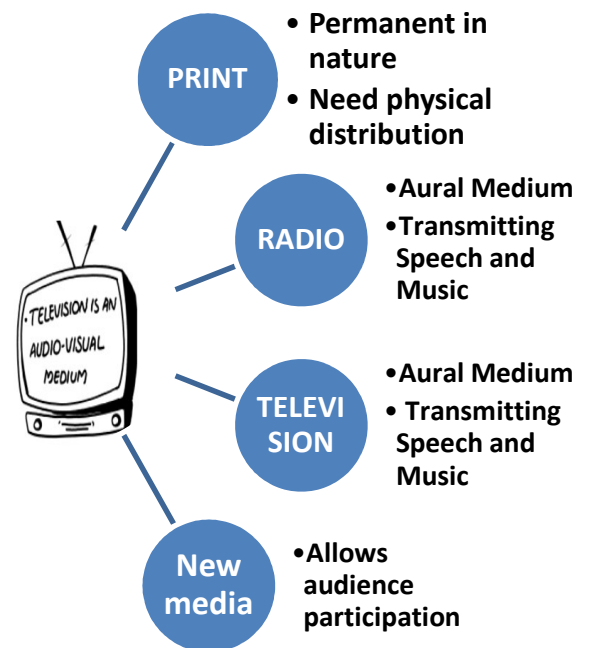 PRINT
• Permanent in
nature
• Need physical
distribution
RADIO
•Aural Medium
•Transmitting
Speech and
Music
• TELEVISION IS AN
AUDIO-VISUAL
MEDIUM
TELEVI
SION
•Aural Medium
• Transmitting
Speech and
Music
New
media
•Allows
audience
participation